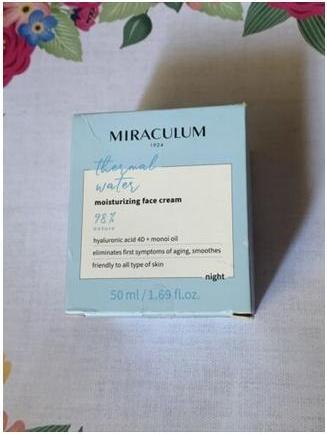 MIRACULUM
1924
thermal
water
moisturizing face cream
98%
nature
hyaluronic acid 4D + monoi oil
eliminates first symptoms of aging, smoothes
friendly to all type of skin
night
50 ml / 1.69 fl.oz.